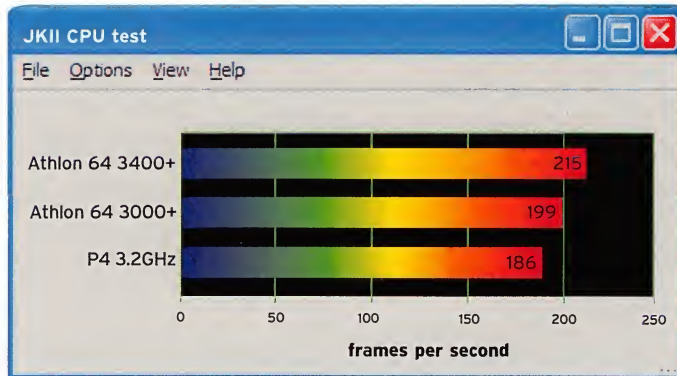 JKII CPU test
File Options View Help
Athlon 64 3400+ 215
Athlon 64 3000+ 199
P4 3.2GHz 186
0 50 100 150 200 250
frames per second